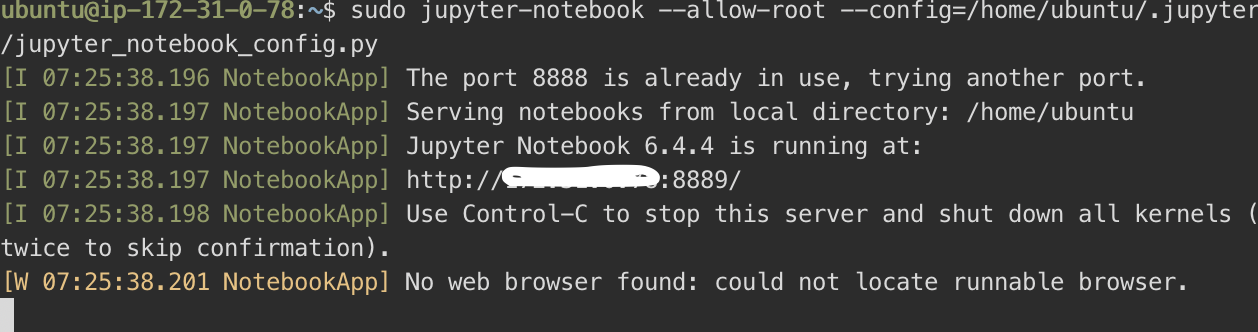 ubuntu@ip-172-31-0-78:~$ sudo jupyter-notebook --allow-root --config=/home/ubuntu/.jupyter
/jupyter_notebook_config.py
[I 07:25:38.196 NotebookApp] The port 8888 is already in use, trying another port.
[I 07:25:38.197 NotebookApp] Serving notebooks from local directory: /home/ubuntu
[I 07:25:38.197 NotebookApp] Jupyter Notebook 6.4.4 is running at:
[I 07:25:38.197 NotebookApp] http:// :8889/
[I 07:25:38.198 NotebookApp] Use Control-C to stop this server and shut down all kernels (
twice to skip confirmation).
[W 07:25:38.201 NotebookApp] No web browser found: could not locate runnable browser.